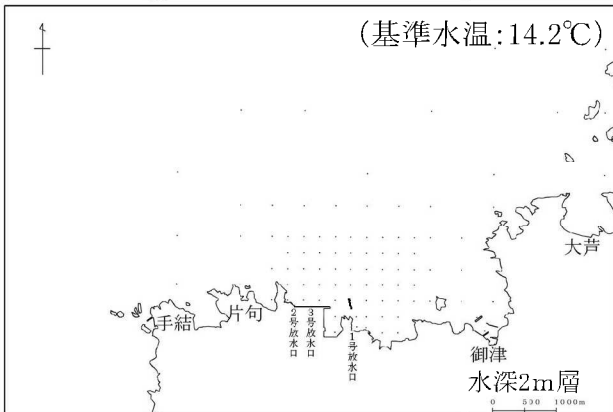 (基準水温:14.2℃)
大芦
手結
片句
2号放水口
3号放水口
1号放水口
御津
水深2m層
0 500 1000m